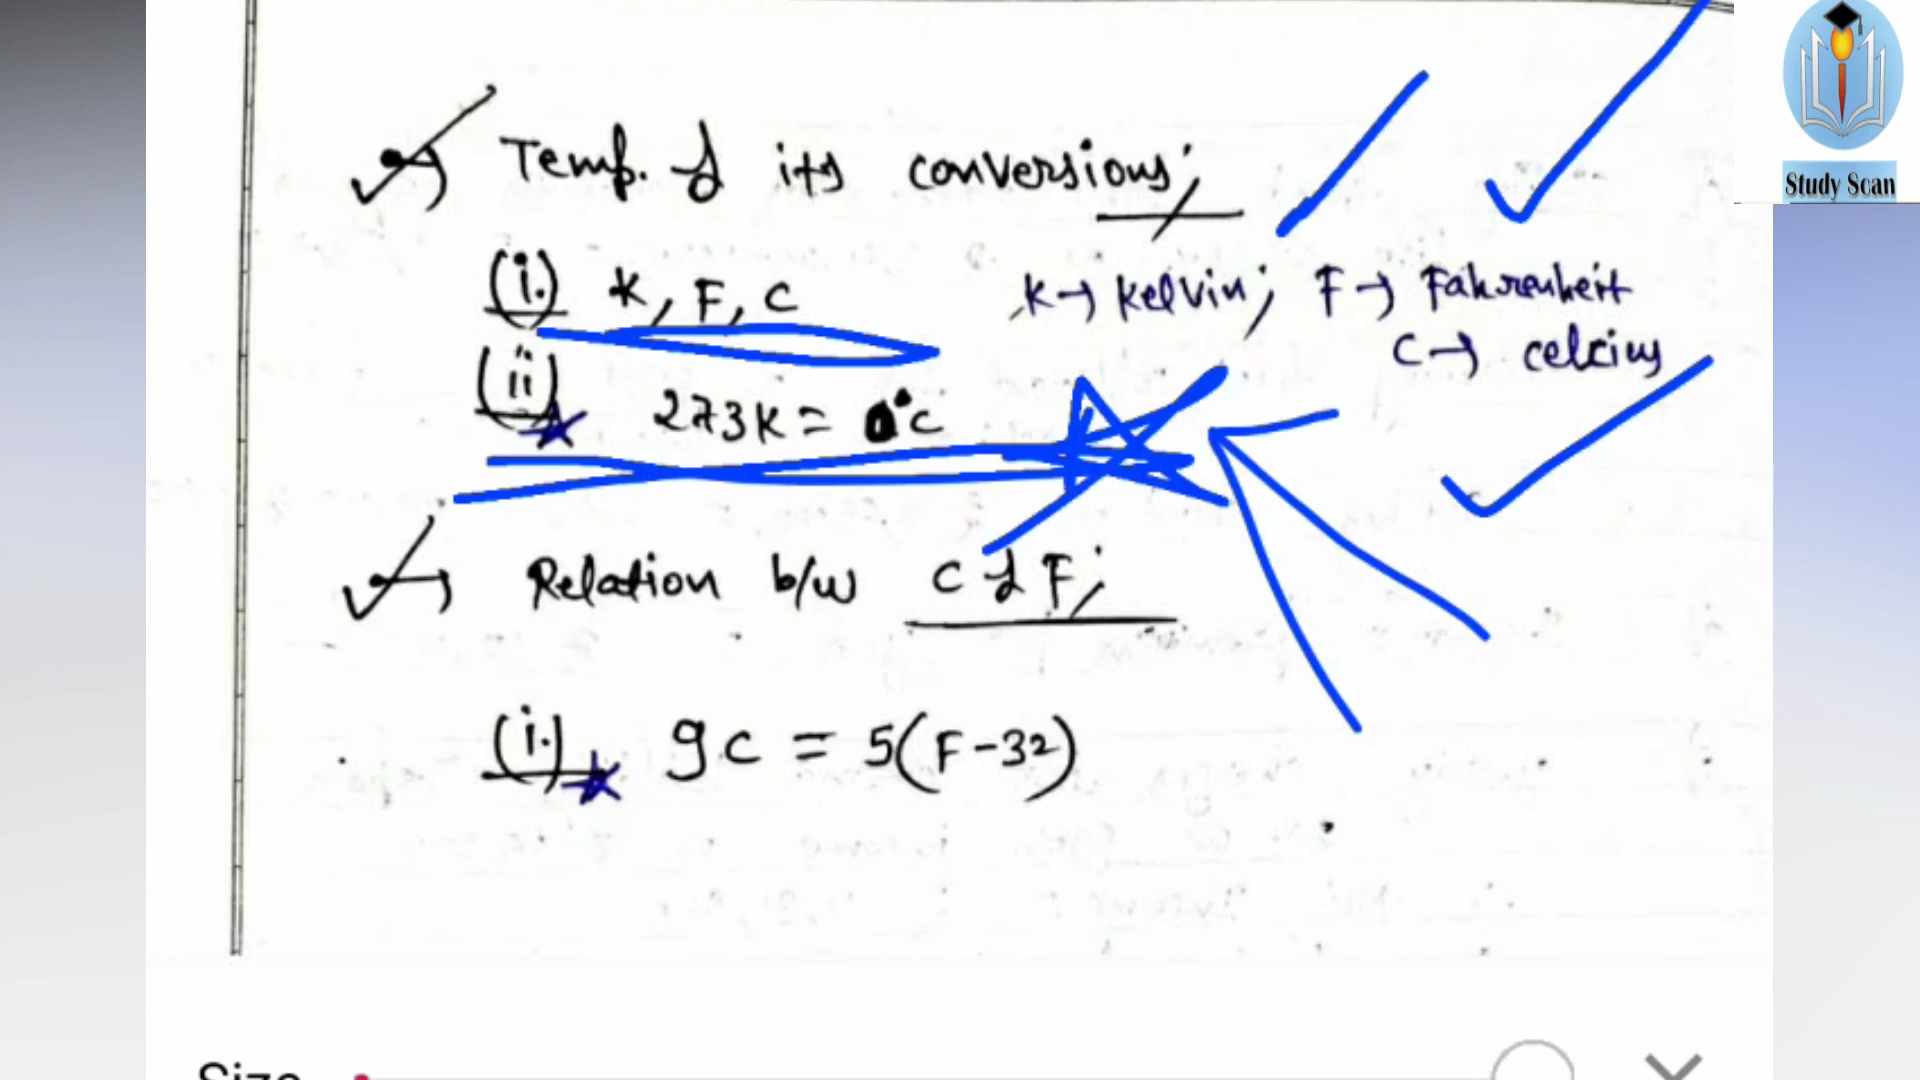 Temp. & its conversions;
(i.) K, F, C
K→ Kelvin; F→ Fahrenheit
C→ celcius
(ii) 273K = 0°C
Relation b/w C & F;
(i.) 9C = 5(F-32)
Study Scan
Size